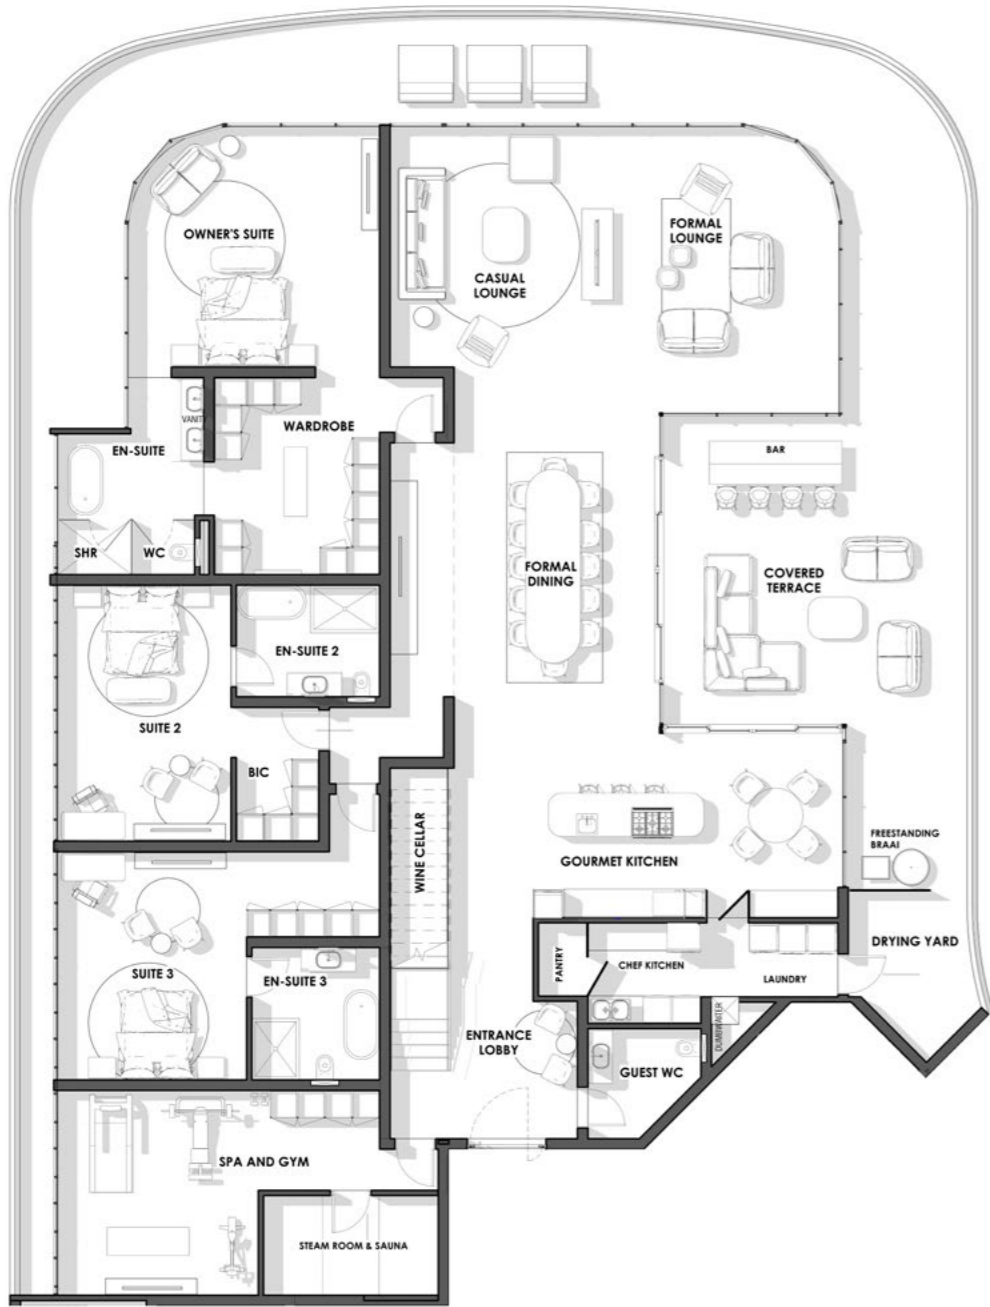 OWNER'S SUITE
FORMAL
LOUNGE
CASUAL
LOUNGE
WARDROBE
EN-SUITE
BAR
SHR
WC
FORMAL
DINING
COVERED
TERRACE
EN-SUITE 2
SUITE 2
BIC
WINE CELLAR
GOURMET KITCHEN
FREESTANDING
BRAAI
DRYING YARD
PANTRY
CHEF KITCHEN
LAUNDRY
SUITE 3
EN-SUITE 3
ENTRANCE
LOBBY
DUMBWAITER
GUEST WC
SPA AND GYM
STEAM ROOM & SAUNA